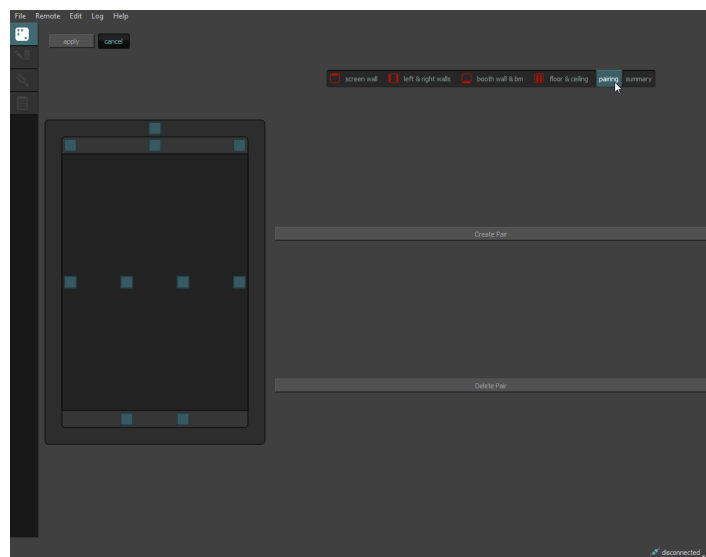 File Remote Edit Log Help
apply cancel
screen wall left & right walls booth wall & bm floor & ceiling pairing summary
Create Pair
Delete Pair
disconnected